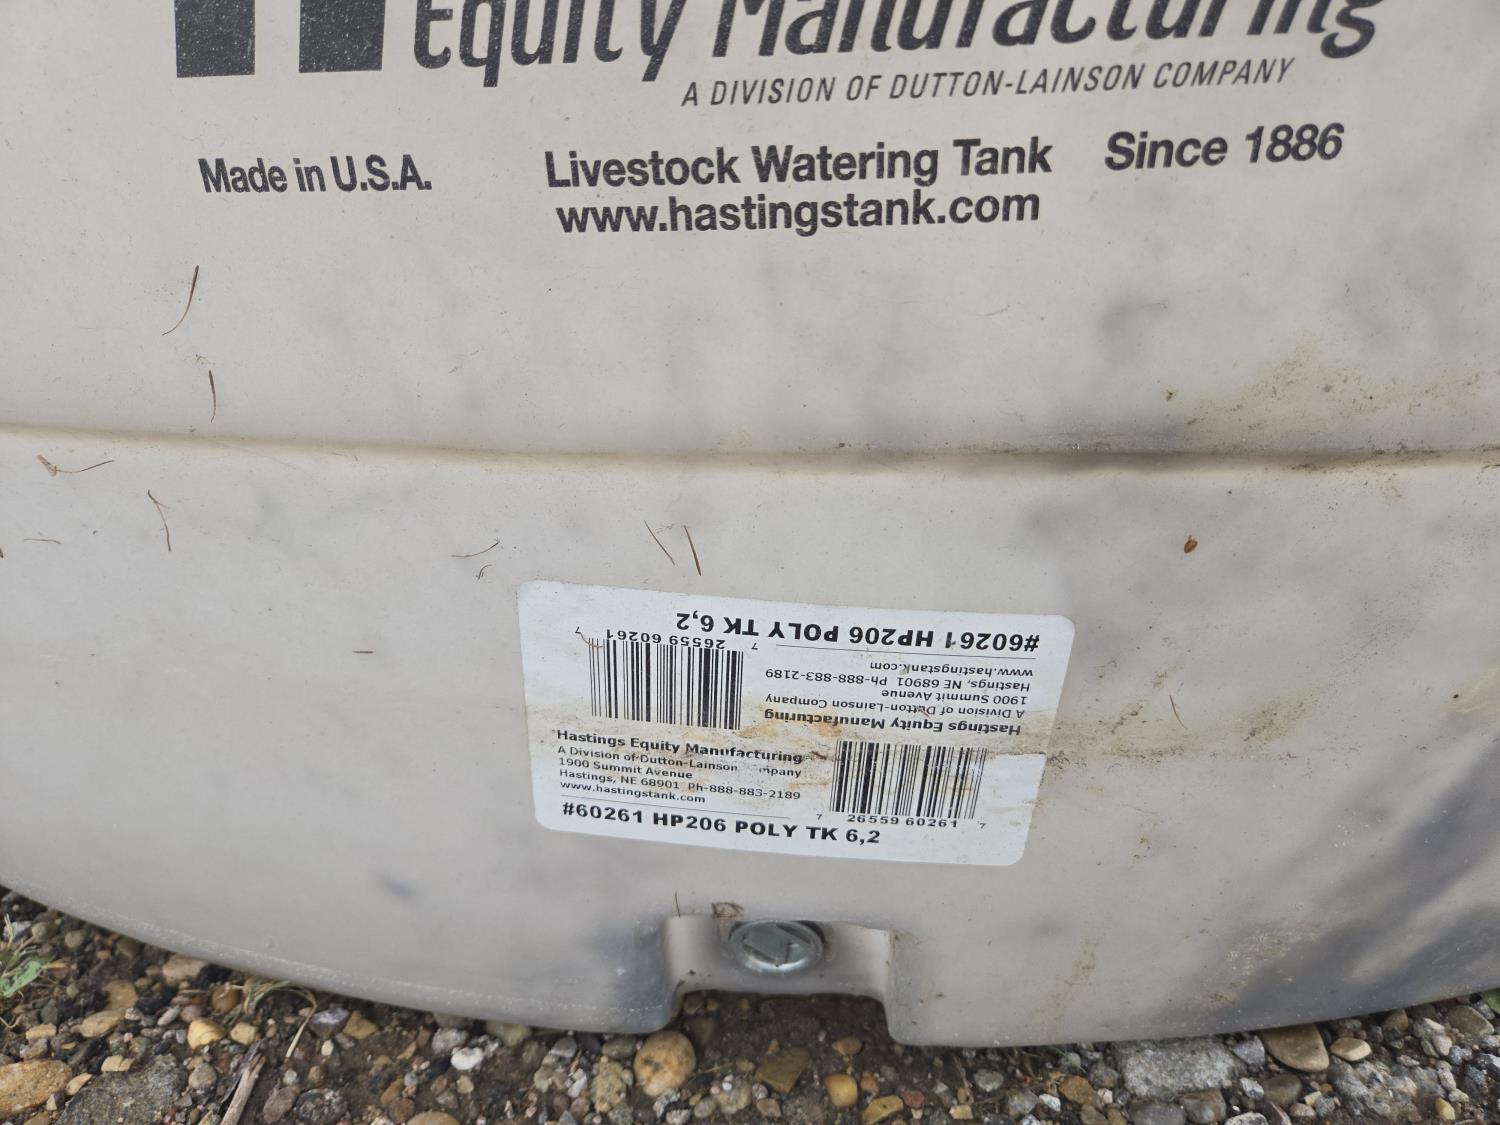 Equity Manufacturing
A DIVISION OF DUTTON-LAINSON COMPANY
Made in U.S.A.
Livestock Watering Tank
Since 1886
www.hastingstank.com
#60261 HP206 POLY TK 6,2
7 26559 60261 7
www.hastingstank.com
Hastings, NE 68901 Ph-888-883-2189
1900 Summit Avenue
A Division of Dutton-Lainson Company
Hastings Equity Manufacturing
Hastings Equity Manufacturing
A Division of Dutton-Lainson mpany
1900 Summit Avenue
Hastings, NE 68901 Ph-888-883-2189
www.hastingstank.com
#60261 HP206 POLY TK 6,2
7 26559 60261 7